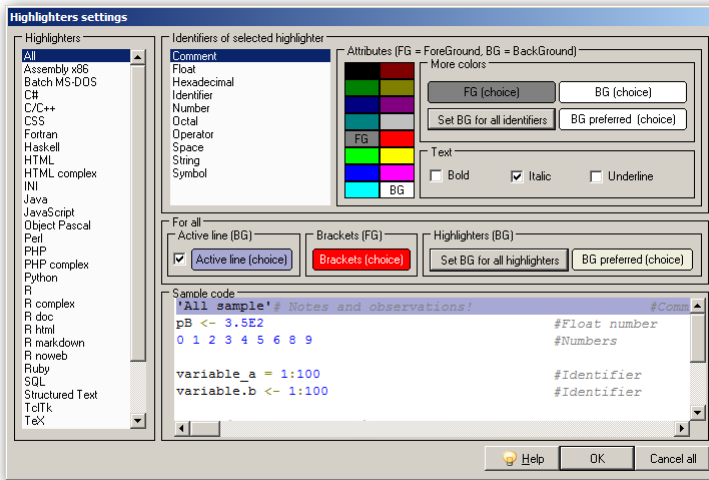 Highlighters settings
Highlighters
All
Assembly x86
Batch MS-DOS
C#
C/C++
CSS
Fortran
Haskell
HTML
HTML complex
INI
Java
JavaScript
Object Pascal
Perl
PHP
PHP complex
Python
R
R complex
R doc
R html
R markdown
R noweb
Ruby
SQL
Structured Text
TclTk
TeX
Identifiers of selected highlighter
Comment
Float
Hexadecimal
Identifier
Number
Octal
Operator
Space
String
Symbol
Attributes (FG = ForeGround, BG = BackGround)
FG
BG
More colors
FG (choice) BG (choice)
Set BG for all identifiers BG preferred (choice)
Text
Bold Italic Underline
For all
Active line (BG)
Active line (choice)
Brackets (FG)
Brackets (choice)
Highlighters (BG)
Set BG for all highlighters BG preferred (choice)
Sample code
'All sample'# Notes and observations! #Comm
pB <- 3.5E2 #Float number
0 1 2 3 4 5 6 8 9 #Numbers
variable_a = 1:100 #Identifier
variable.b <- 1:100 #Identifier
Help OK Cancel all